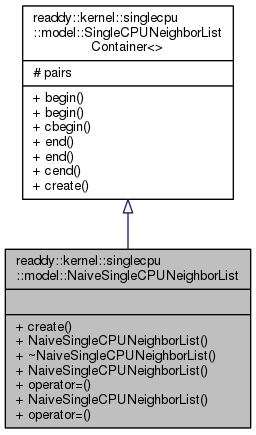 readdy::kernel::singlecpu
::model::SingleCPUNeighborList
Container<>
# pairs
+ begin()
+ begin()
+ cbegin()
+ end()
+ end()
+ cend()
+ create()
readdy::kernel::singlecpu
::model::NaiveSingleCPUNeighborList
+ create()
+ NaiveSingleCPUNeighborList()
+ ~NaiveSingleCPUNeighborList()
+ NaiveSingleCPUNeighborList()
+ operator=()
+ NaiveSingleCPUNeighborList()
+ operator=()